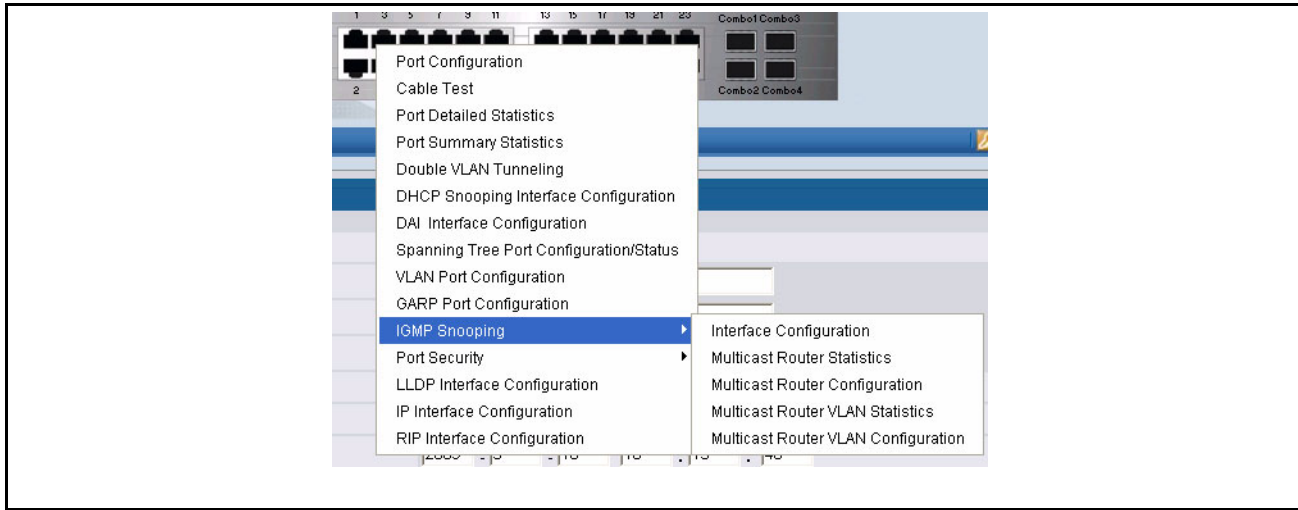 1 3 5 7 9 11 13 15 17 19 21 23 Combo1 Combo3
2 Combo2 Combo4
Port Configuration
Cable Test
Port Detailed Statistics
Port Summary Statistics
Double VLAN Tunneling
DHCP Snooping Interface Configuration
DAI Interface Configuration
Spanning Tree Port Configuration/Status
VLAN Port Configuration
GARP Port Configuration
IGMP Snooping
Port Security
LLDP Interface Configuration
IP Interface Configuration
RIP Interface Configuration
Interface Configuration
Multicast Router Statistics
Multicast Router Configuration
Multicast Router VLAN Statistics
Multicast Router VLAN Configuration